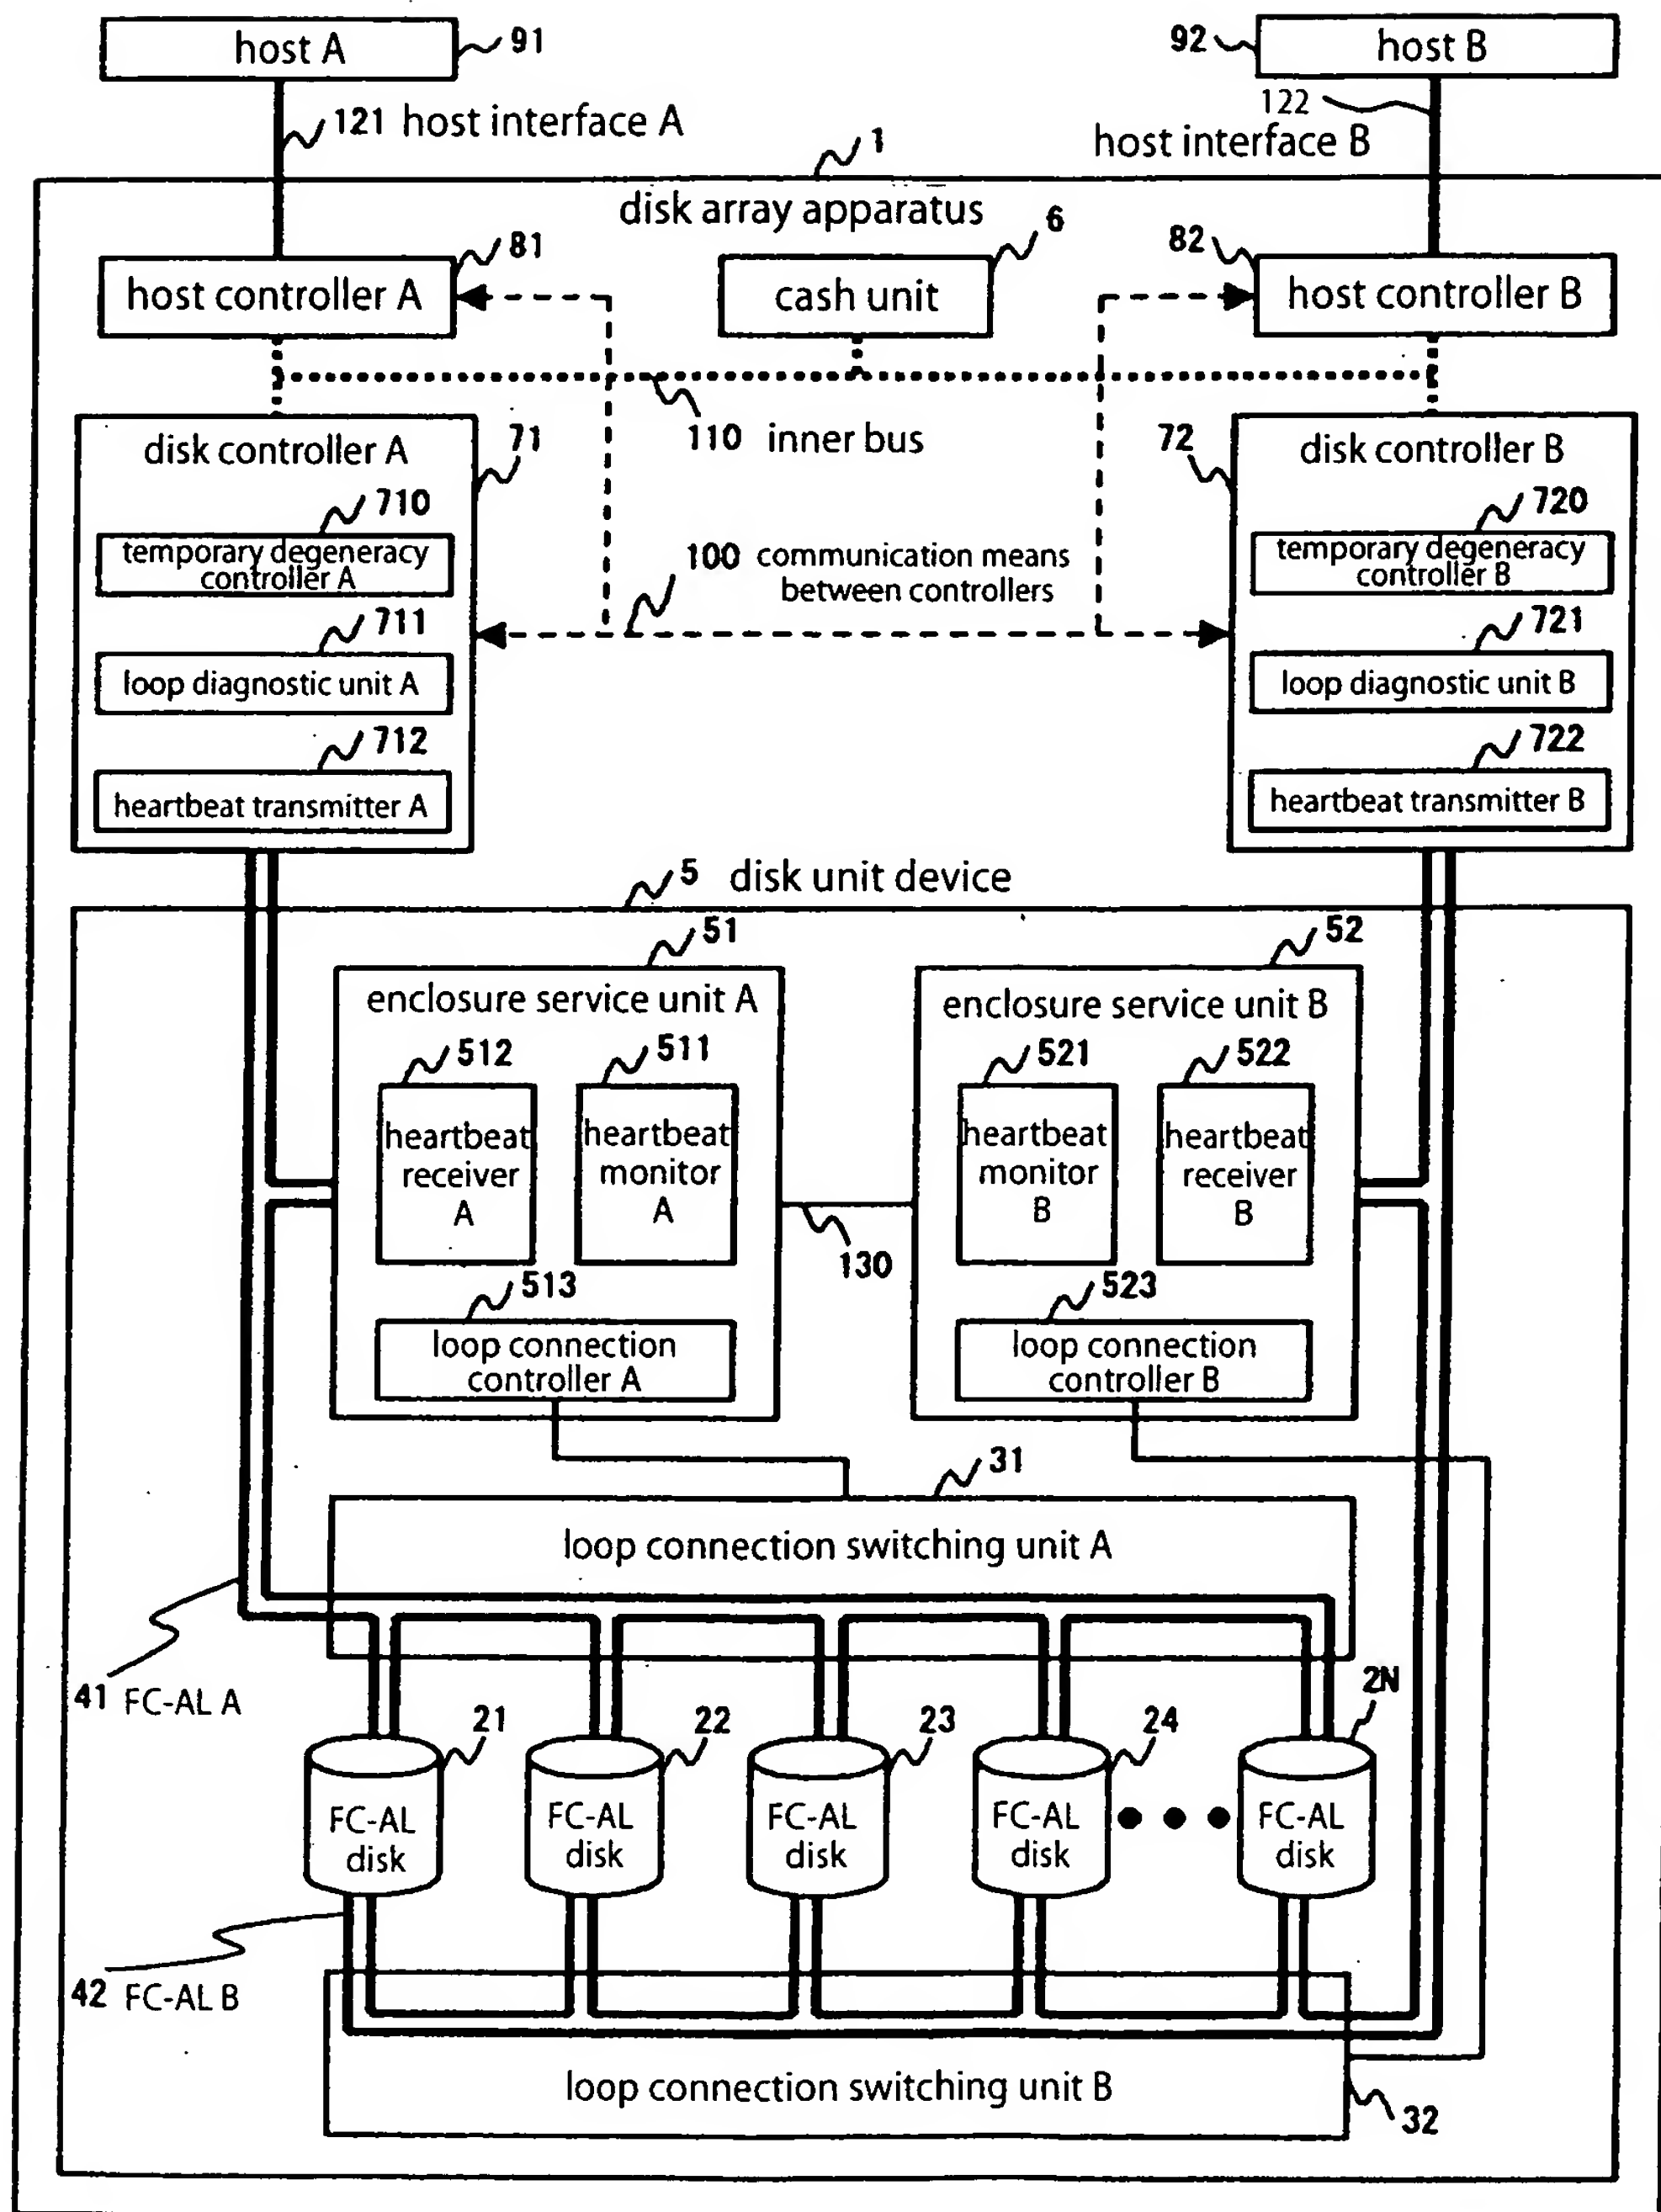 host A
91
92
host B
121 host interface A
122
host interface B
1
disk array apparatus
81
6
82
host controller A
cash unit
host controller B
110 inner bus
disk controller A
71
72
disk controller B
710
720
temporary degeneracy
controller A
100 communication means
between controllers
temporary degeneracy
controller B
711
721
loop diagnostic unit A
loop diagnostic unit B
712
722
heartbeat transmitter A
heartbeat transmitter B
5 disk unit device
51
52
enclosure service unit A
enclosure service unit B
512
511
521
522
heartbeat
receiver
A
heartbeat
monitor
A
heartbeat
monitor
B
heartbeat
receiver
B
130
513
523
loop connection
controller A
loop connection
controller B
31
loop connection switching unit A
41 FC-AL A
21
22
23
24
2N
FC-AL
disk
FC-AL
disk
FC-AL
disk
FC-AL
disk
FC-AL
disk
42 FC-AL B
loop connection switching unit B
32